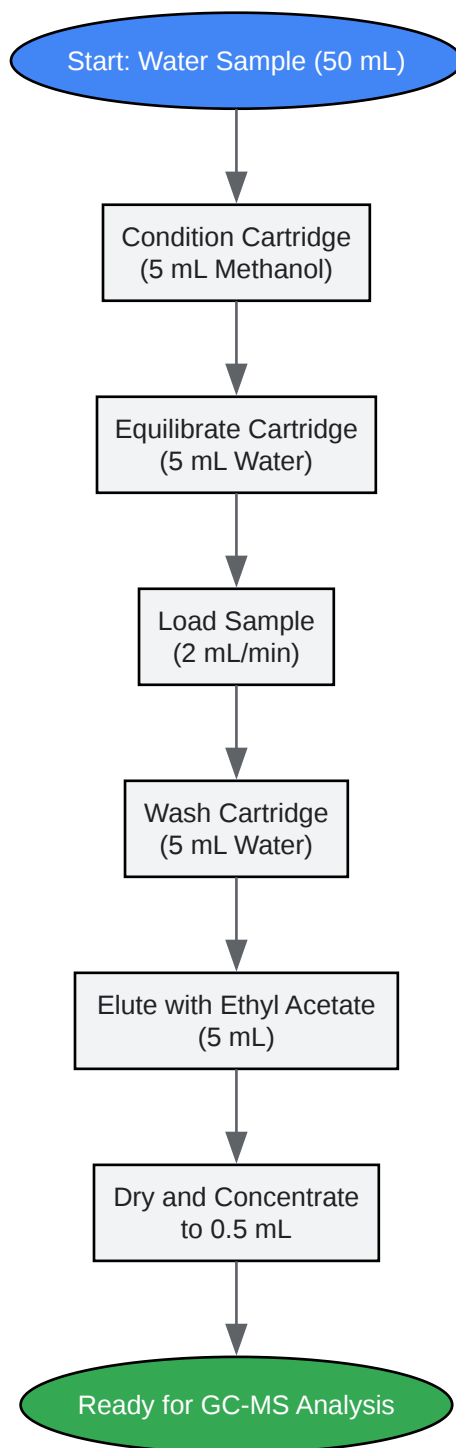 Start: Water Sample (50 mL)
Condition Cartridge
(5 mL Methanol)
Equilibrate Cartridge
(5 mL Water)
Load Sample
(2 mL/min)
Wash Cartridge
(5 mL Water)
Elute with Ethyl Acetate
(5 mL)
Dry and Concentrate
to 0.5 mL
Ready for GC-MS Analysis